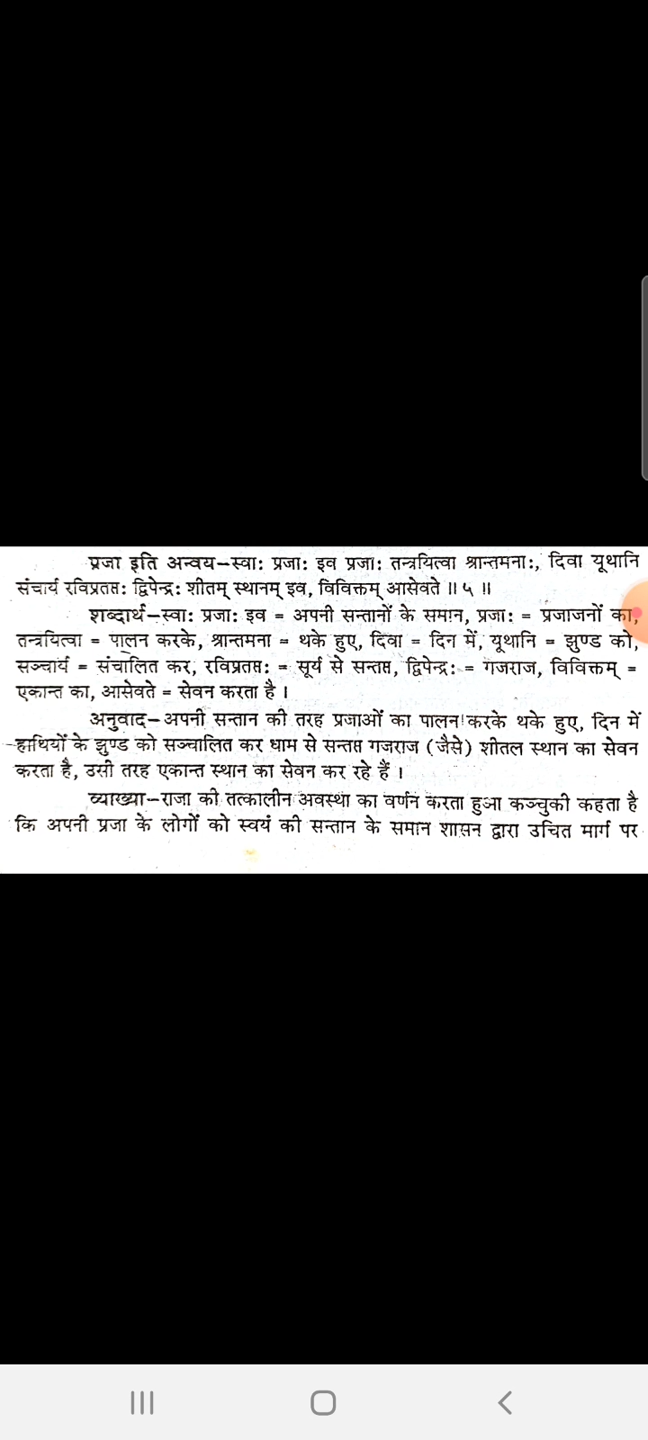 प्रजा इति अन्वय–स्वाः प्रजाः इव प्रजाः तन्त्रयित्वा श्रान्तमनाः, दिवा यूथानि
संचार्य रविप्रतप्तः द्विपेन्द्रः शीतम् स्थानम् इव, विविक्तम् आसेवते ॥ ५ ॥
शब्दार्थ–स्वाः प्रजाः इव = अपनी सन्तानों के समान, प्रजाः = प्रजाजनों का,
तन्त्रयित्वा = पालन करके, श्रान्तमना = थके हुए, दिवा = दिन में, यूथानि = झुण्ड को,
सञ्चार्य = संचालित कर, रविप्रतप्तः = सूर्य से सन्तप्त, द्विपेन्द्रः = गजराज, विविक्तम् =
एकान्त का, आसेवते = सेवन करता है ।
अनुवाद–अपनी सन्तान की तरह प्रजाओं का पालन करके थके हुए, दिन में
हाथियों के झुण्ड को सञ्चालित कर धाम से सन्तप्त गजराज (जैसे) शीतल स्थान का सेवन
करता है, उसी तरह एकान्त स्थान का सेवन कर रहे हैं ।
व्याख्या–राजा की तत्कालीन अवस्था का वर्णन करता हुआ कञ्चुकी कहता है
कि अपनी प्रजा के लोगों को स्वयं की सन्तान के समान शासन द्वारा उचित मार्ग पर